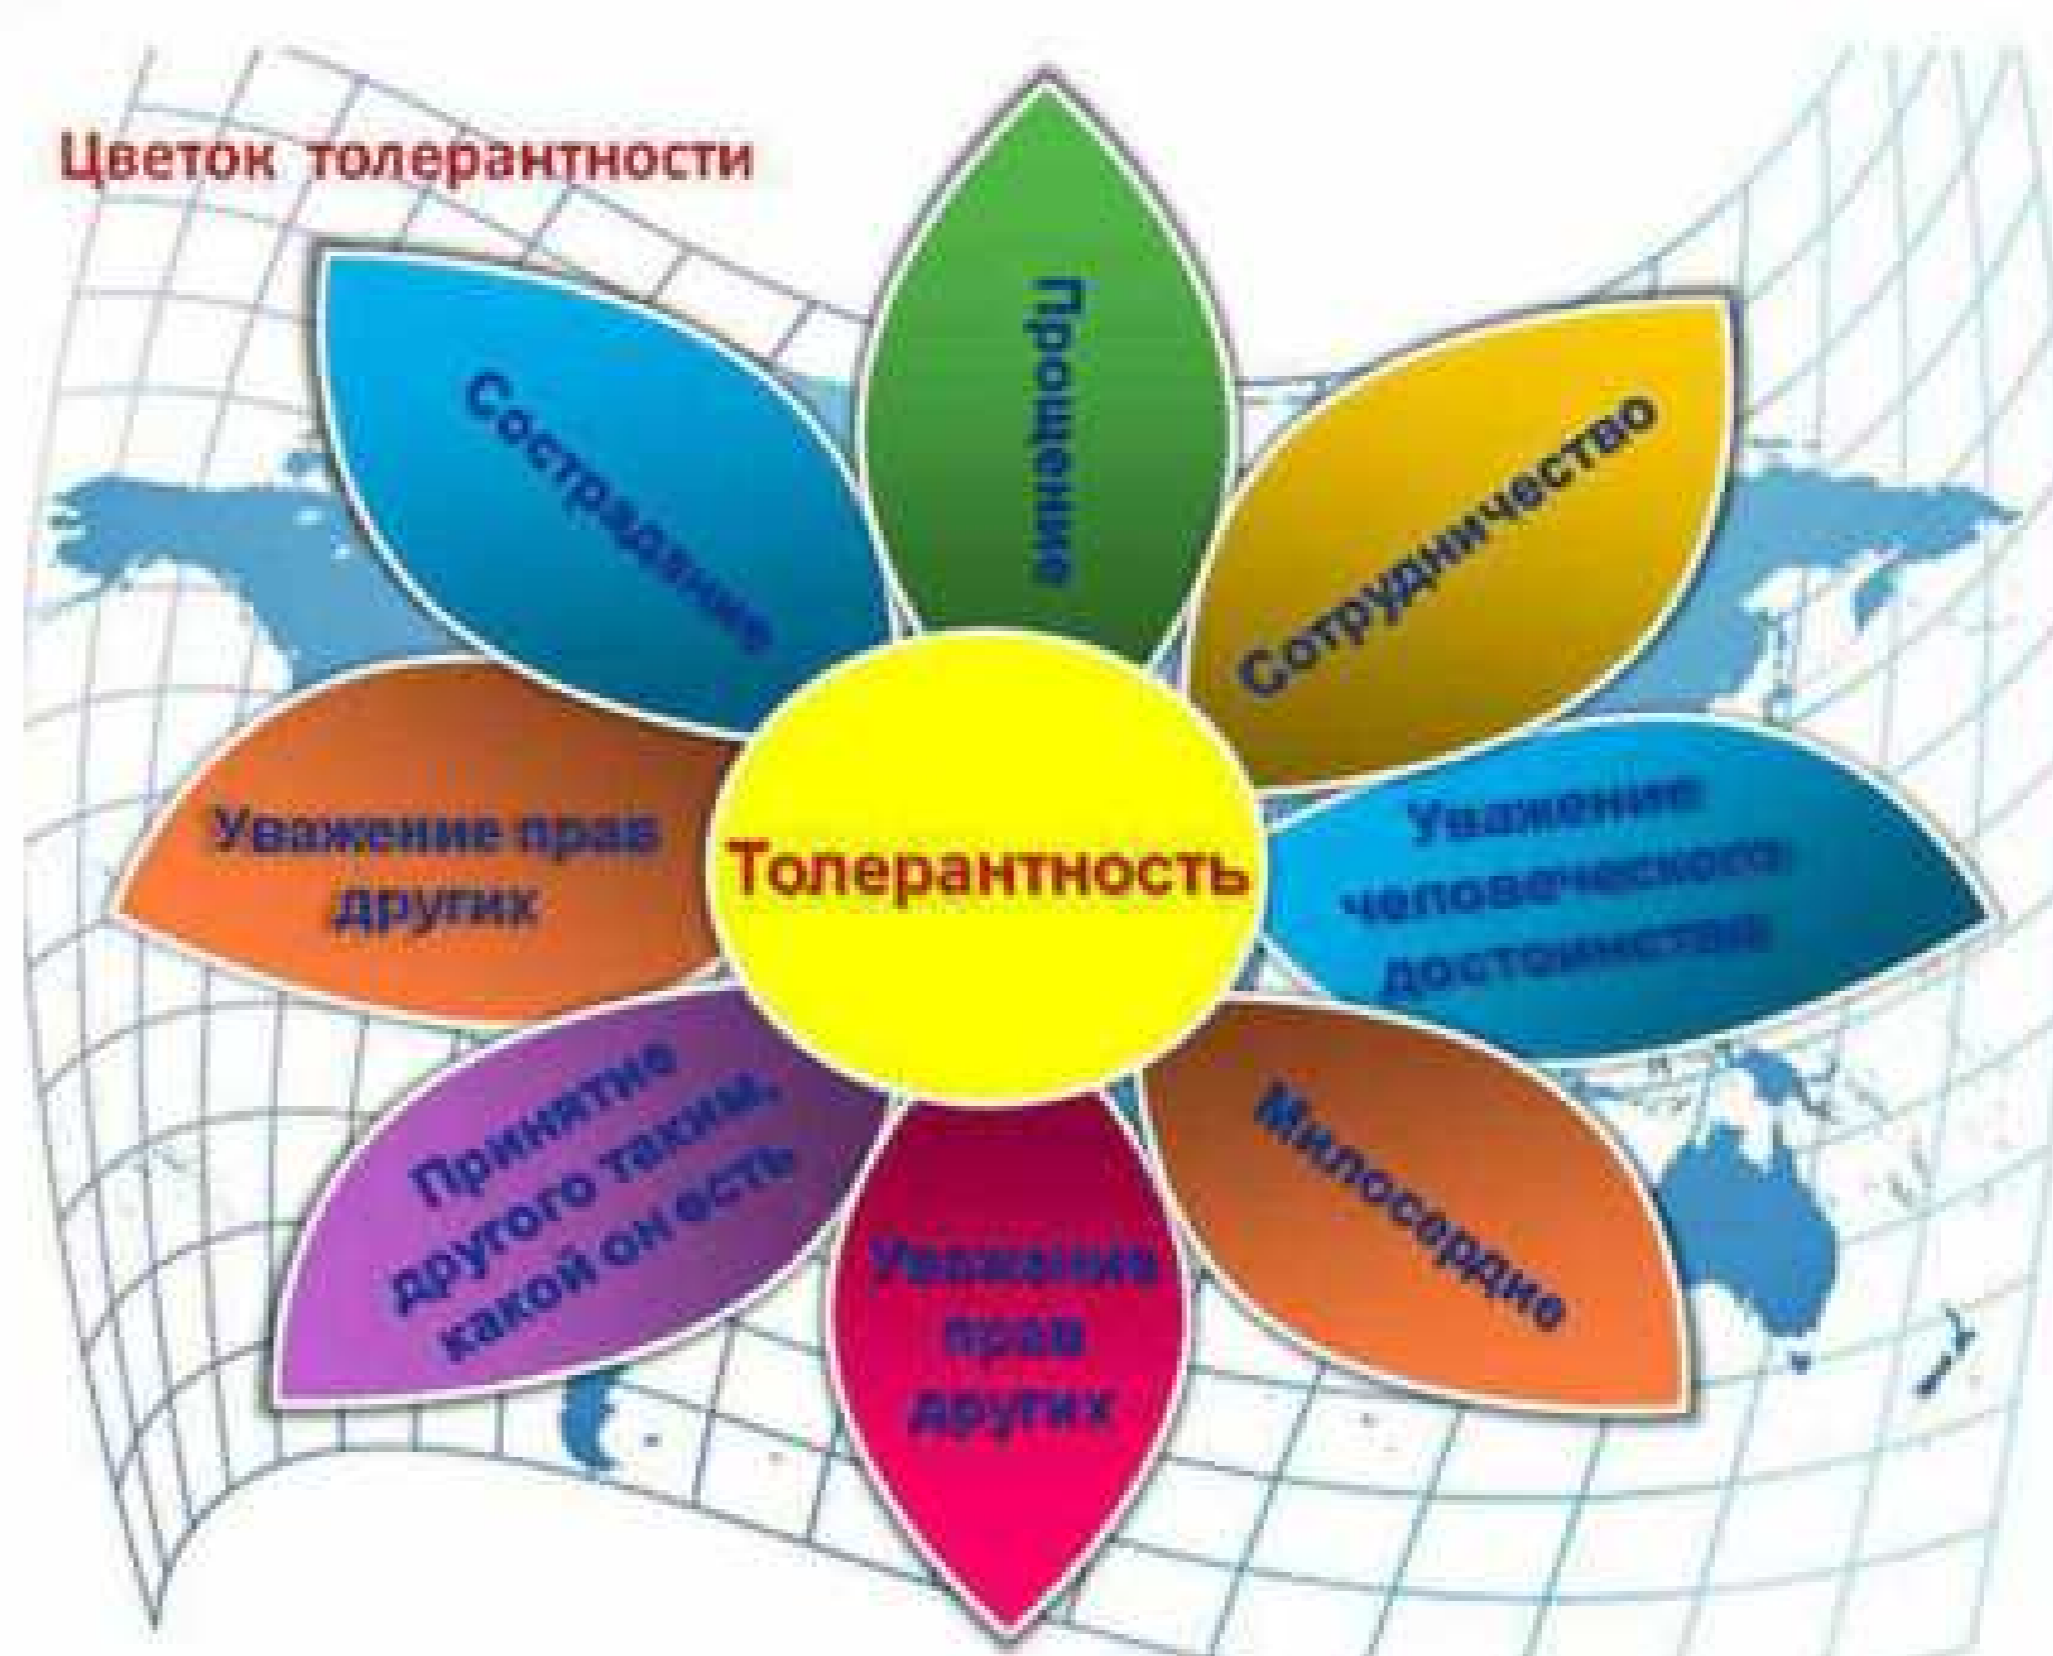 Цветок толерантности
Прощение
Сострадание
Сотрудничество
Уважение
человеческого
достоинства
Уважение прав
других
Толерантность
Принятие
другого таким,
какой он есть
Милосердие
Уважение
прав
других